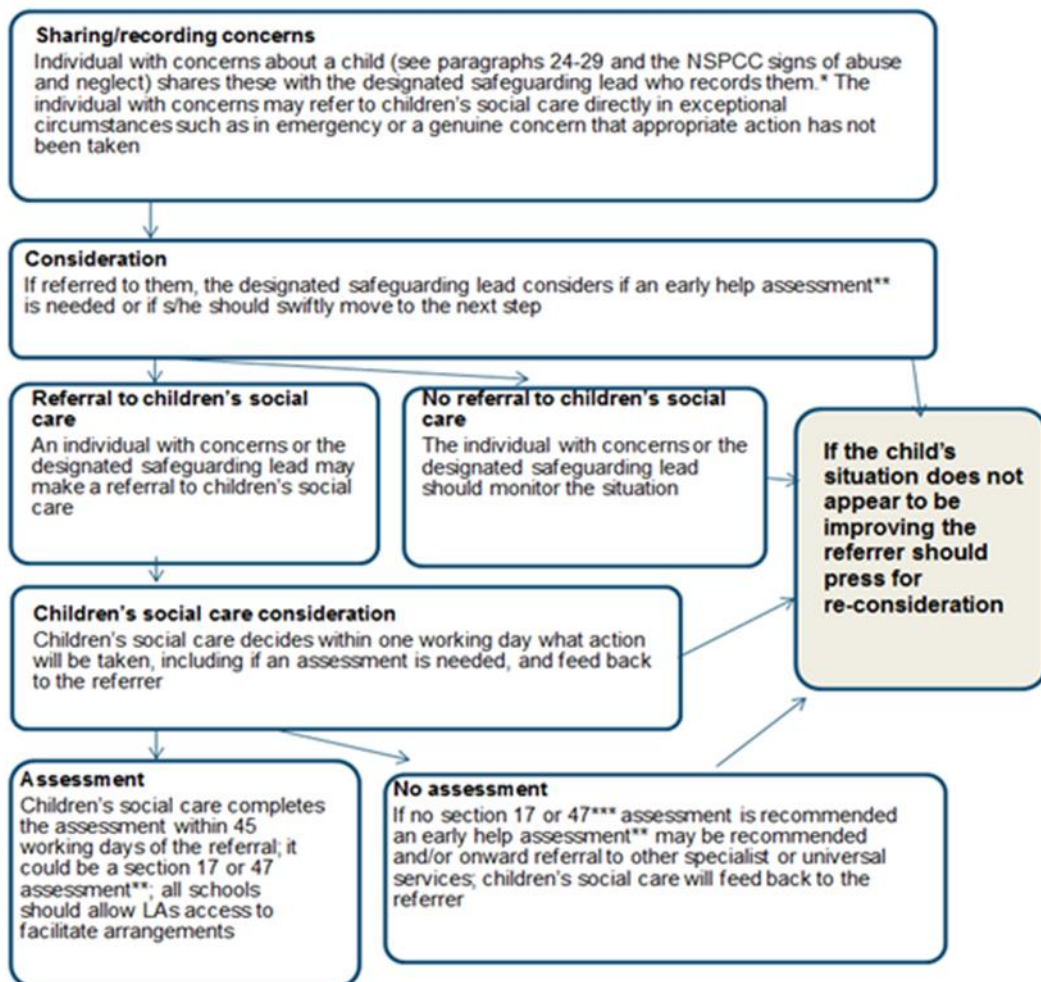 Sharing/recording concerns
Individual with concerns about a child (see paragraphs 24-29 and the NSPCC signs of abuse
and neglect) shares these with the designated safeguarding lead who records them.* The
individual with concerns may refer to children's social care directly in exceptional
circumstances such as in emergency or a genuine concern that appropriate action has not
been taken
Consideration
If referred to them, the designated safeguarding lead considers if an early help assessment**
is needed or if s/he should swiftly move to the next step
Referral to children's social
care
An individual with concerns or the
designated safeguarding lead may
make a referral to children's social
care
No referral to children's social
care
The individual with concerns or the
designated safeguarding lead
should monitor the situation
If the child's
situation does not
appear to be
improving the
referrer should
press for
re-consideration
Children's social care consideration
Children's social care decides within one working day what action
will be taken, including if an assessment is needed, and feed back
to the referrer
Assessment
Children's social care completes
the assessment within 45
working days of the referral; it
could be a section 17 or 47
assessment**; all schools
should allow LAs access to
facilitate arrangements
No assessment
If no section 17 or 47*** assessment is recommended
an early help assessment** may be recommended
and/or onward referral to other specialist or universal
services; children's social care will feed back to the
referrer